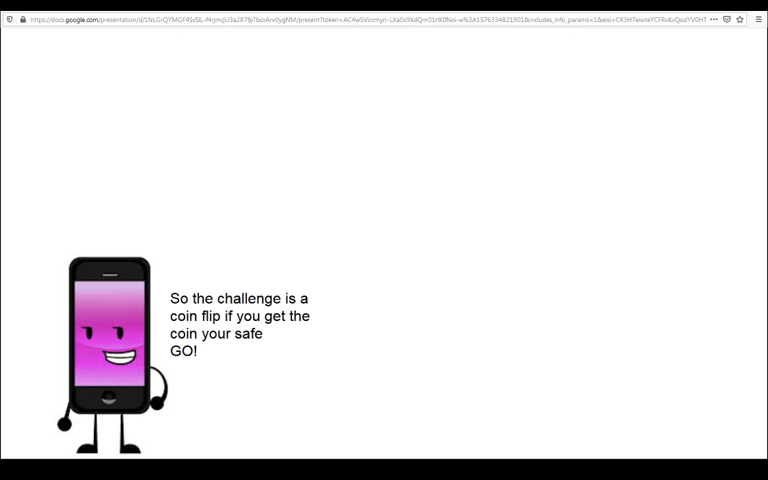 So the challenge is a
coin flip if you get the
coin your safe
GO!